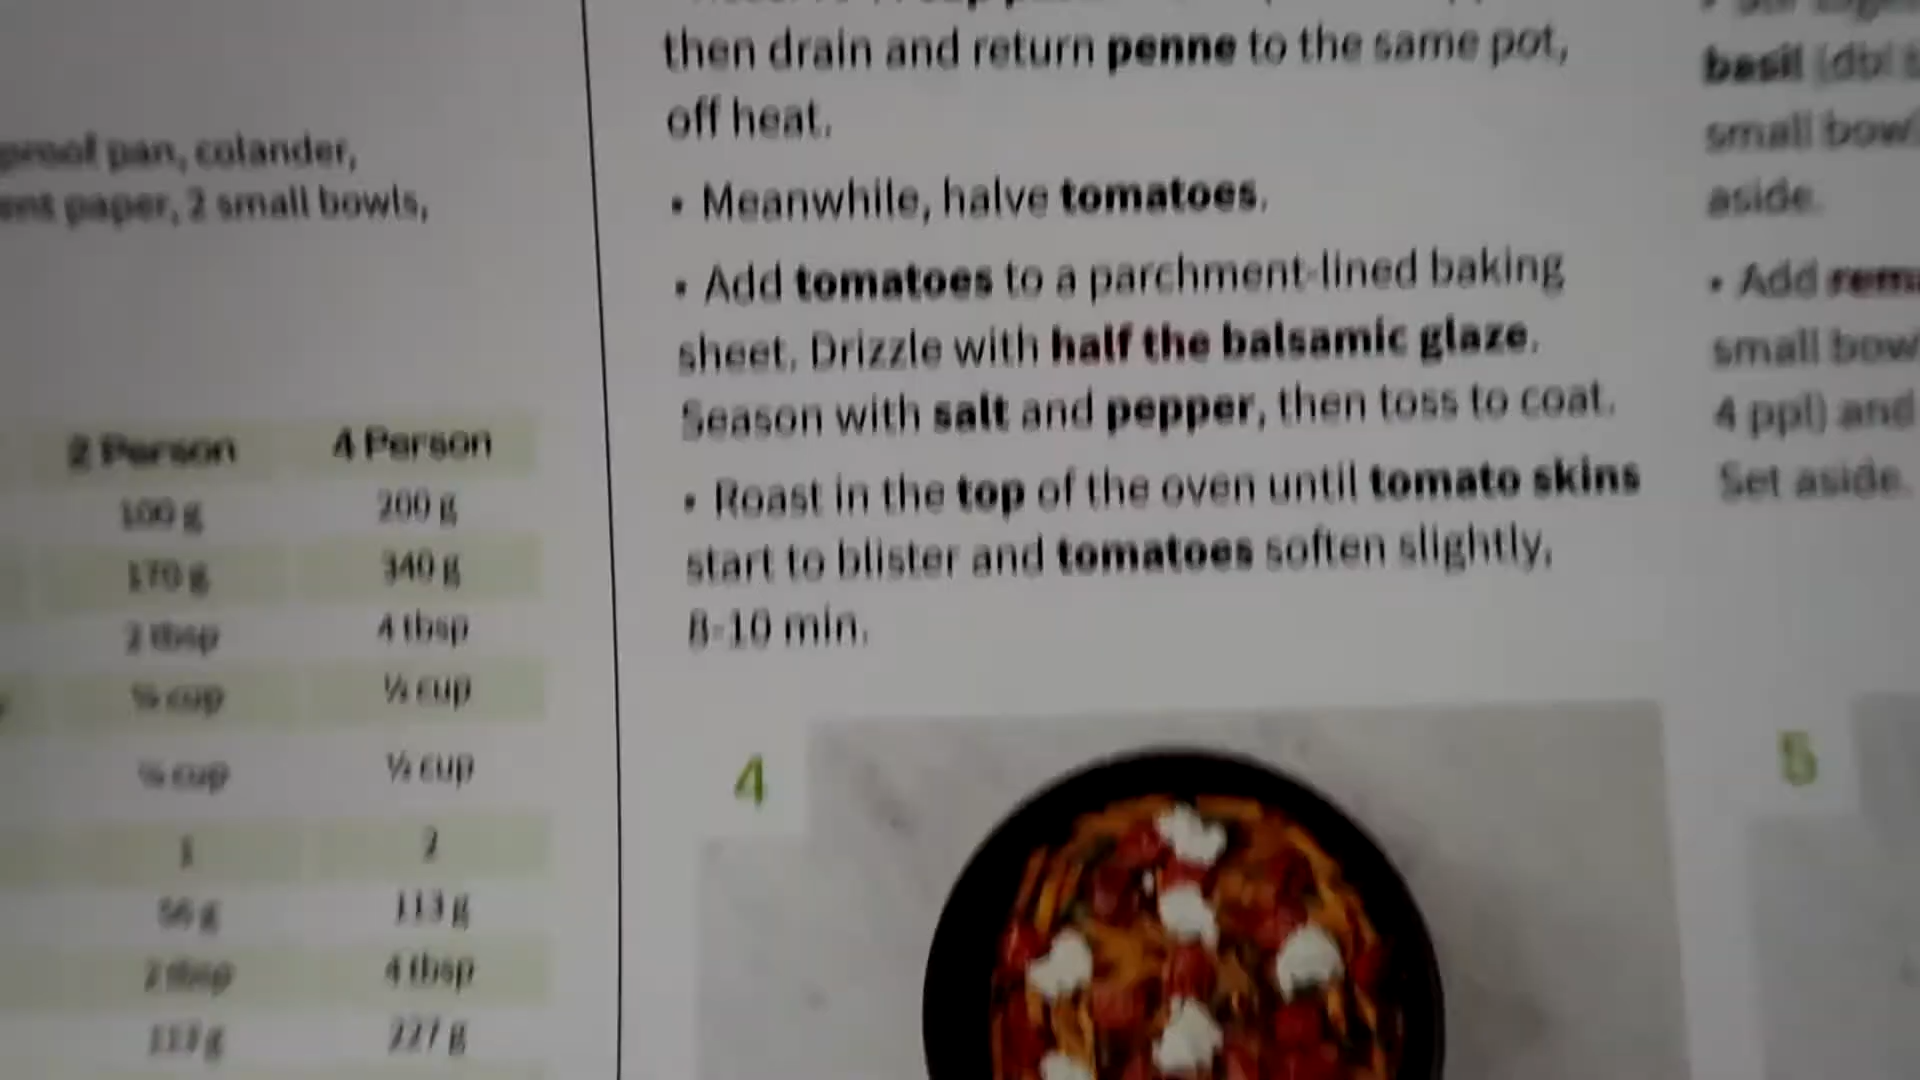 pan, colander,
paper, 2 small bowls,
2 Person 4 Person
100 g 200 g
170 g 340 g
2 tbsp 4 tbsp
cup cup
cup ½ cup
1 2
56 g 113 g
2 tbsp 4 tbsp
113 g 227 g
then drain and return penne to the same pot,
off heat.
• Meanwhile, halve tomatoes.
• Add tomatoes to a parchment-lined baking
sheet. Drizzle with half the balsamic glaze.
Season with salt and pepper, then toss to coat.
• Roast in the top of the oven until tomato skins
start to blister and tomatoes soften slightly,
8-10 min.
4
basil (dbl
small bowl
aside.
• Add
small bow
4 ppl) and
Set aside.
5